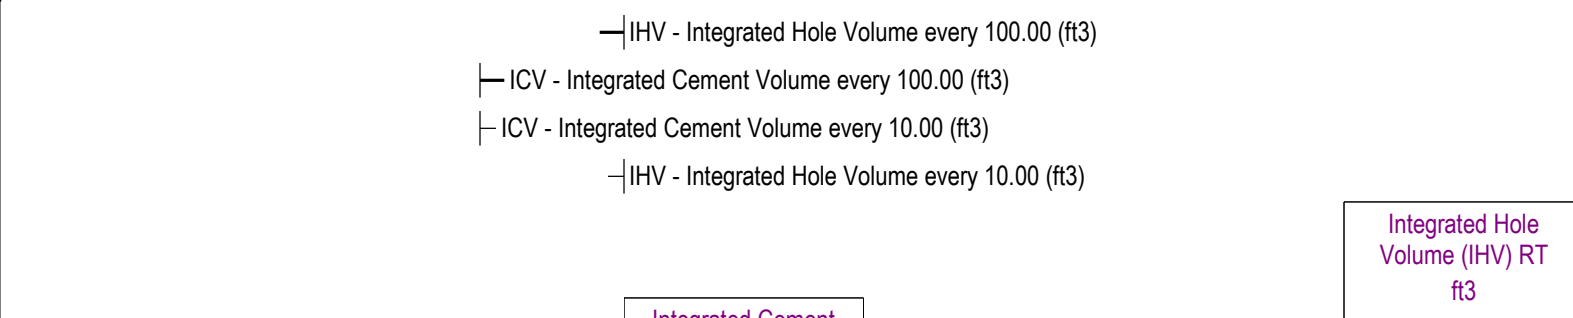 IHV - Integrated Hole Volume every 100.00 (ft3)
ICV - Integrated Cement Volume every 100.00 (ft3)
ICV - Integrated Cement Volume every 10.00 (ft3)
IHV - Integrated Hole Volume every 10.00 (ft3)
Integrated Hole
Volume (IHV) RT
ft3
Integrated Cement